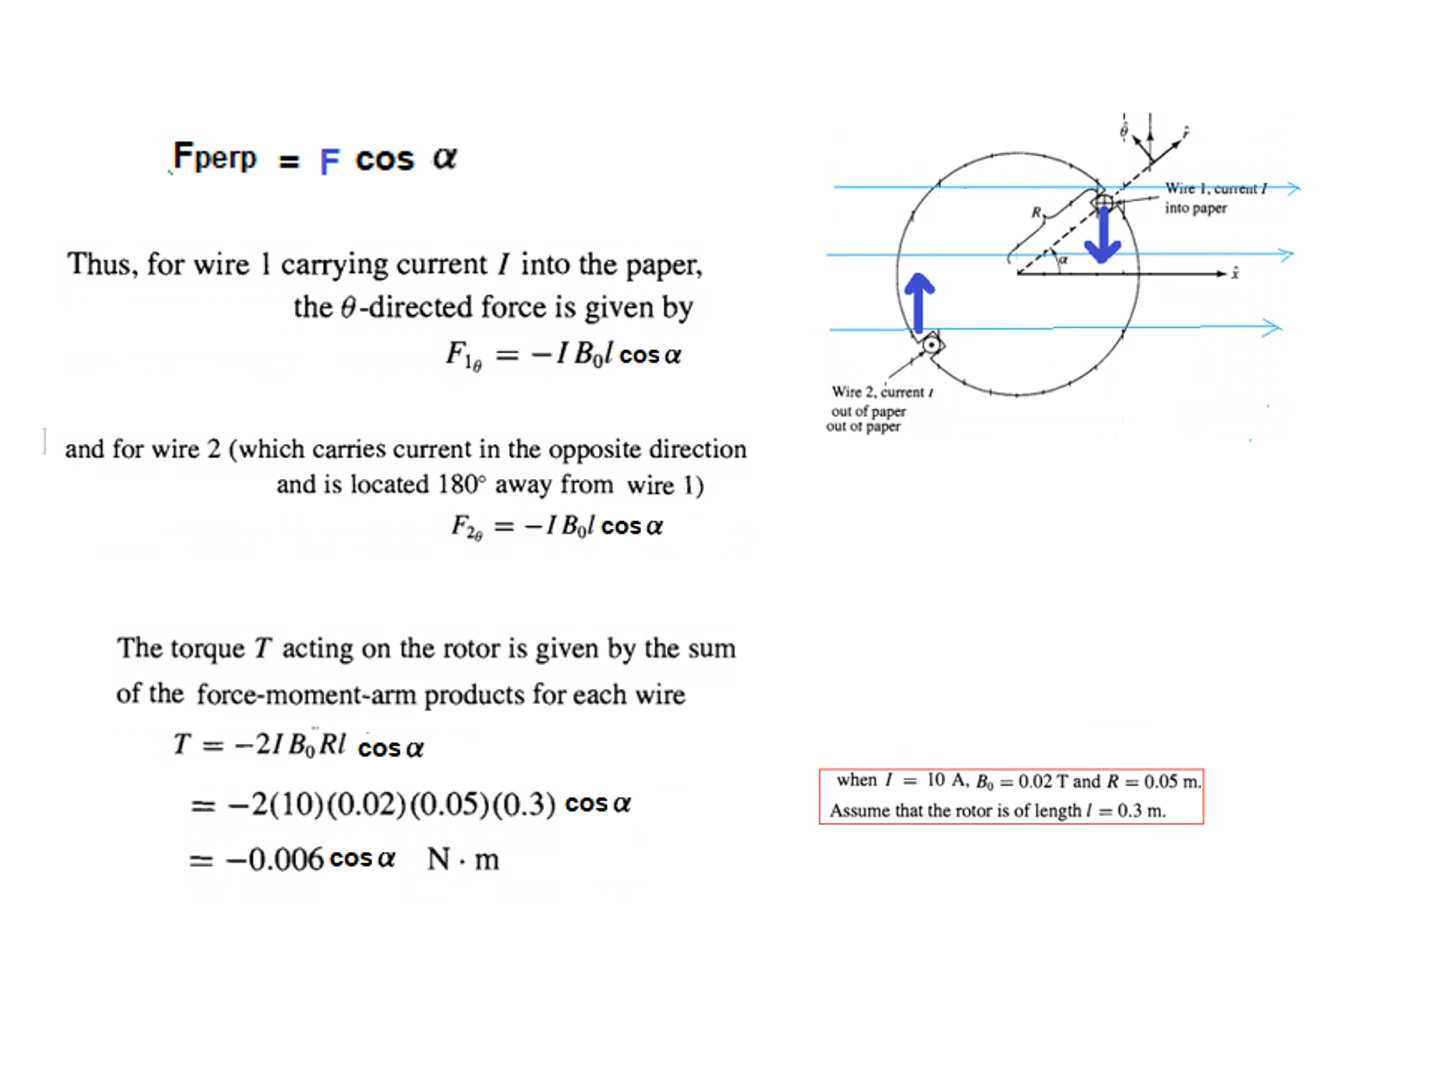 Fperp = F cos α
Thus, for wire 1 carrying current I into the paper,
the θ-directed force is given by
F₁θ = −I B₀l cos α
and for wire 2 (which carries current in the opposite direction
and is located 180° away from wire 1)
F₂θ = −I B₀l cos α
The torque T acting on the rotor is given by the sum
of the force-moment-arm products for each wire
T = −2I B₀Rl cos α
= −2(10)(0.02)(0.05)(0.3) cos α
= −0.006 cos α N · m
θ̂
r̂
Wire 1, current I
into paper
R
α
x̂
Wire 2, current I
out of paper
out of paper
when I = 10 A, B₀ = 0.02 T and R = 0.05 m.
Assume that the rotor is of length l = 0.3 m.